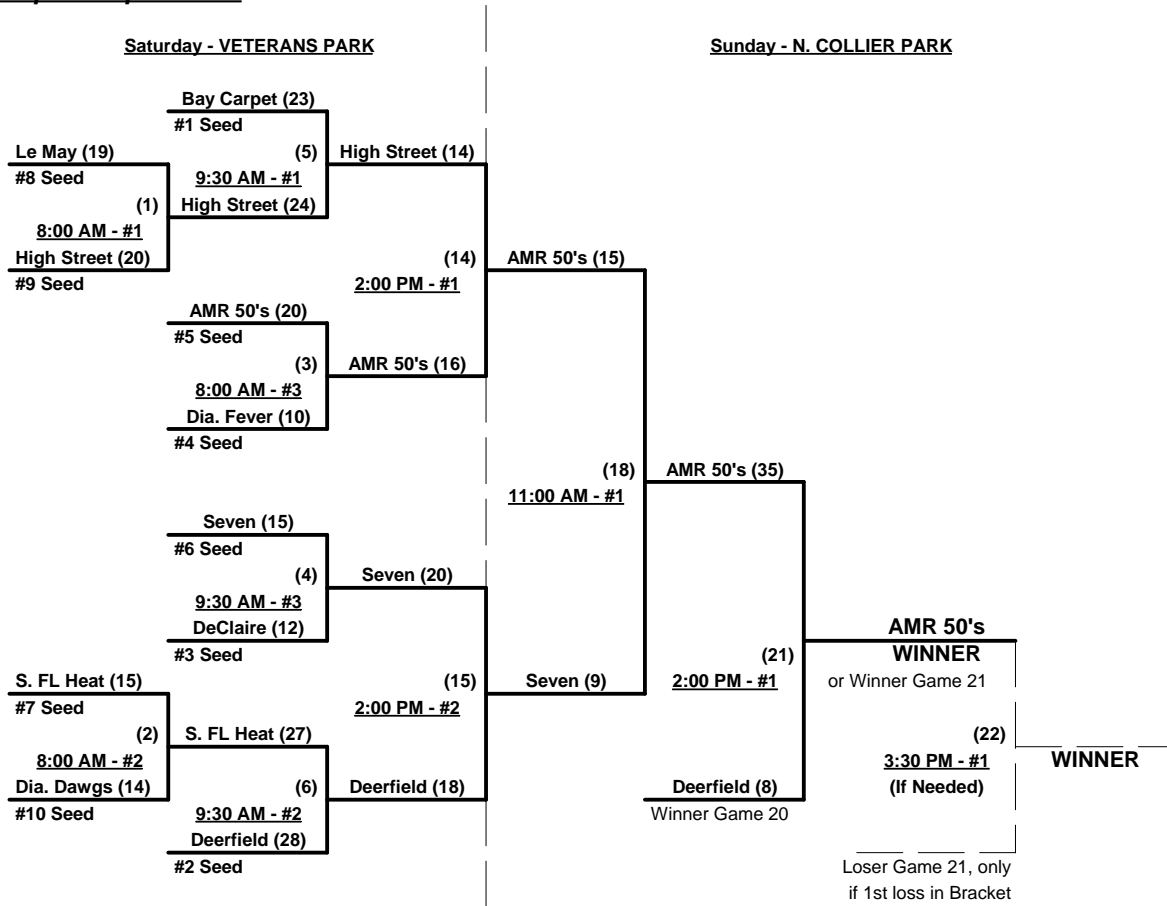 Saturday - VETERANS PARK
Sunday - N. COLLIER PARK
Bay Carpet (23)
#1 Seed
Le May (19)
(5)
High Street (14)
#8 Seed
9:30 AM - #1
(1)
High Street (24)
8:00 AM - #1
High Street (20)
(14)
AMR 50's (15)
#9 Seed
2:00 PM - #1
AMR 50's (20)
#5 Seed
(3)
AMR 50's (16)
8:00 AM - #3
Dia. Fever (10)
#4 Seed
(18)
AMR 50's (35)
11:00 AM - #1
Seven (15)
#6 Seed
(4)
Seven (20)
9:30 AM - #3
DeClaire (12)
AMR 50's
#3 Seed
(21)
WINNER
S. FL Heat (15)
(15)
Seven (9)
2:00 PM - #1
or Winner Game 21
#7 Seed
2:00 PM - #2
(2)
S. FL Heat (27)
(22)
8:00 AM - #2
3:30 PM - #1
WINNER
Dia. Dawgs (14)
(6)
Deerfield (18)
Deerfield (8)
(If Needed)
#10 Seed
9:30 AM - #2
Winner Game 20
Deerfield (28)
#2 Seed
Loser Game 21, only
if 1st loss in Bracket